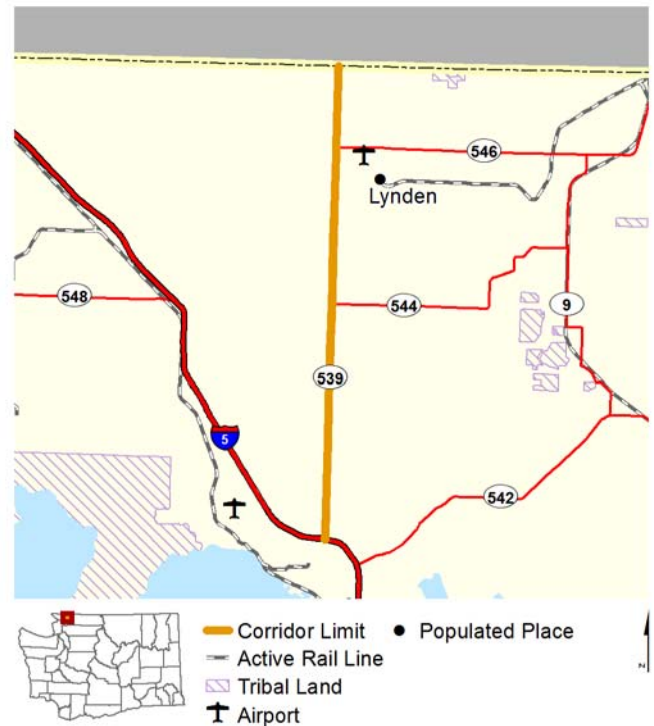 546
Lynden
548
544
9
539
5
542
Corridor Limit
Populated Place
Active Rail Line
Tribal Land
Airport
N